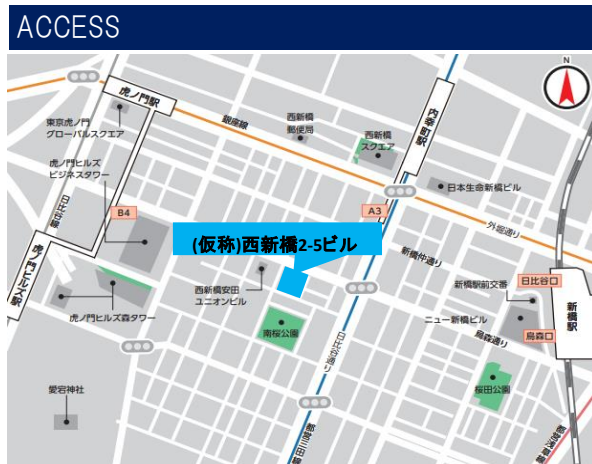 ACCESS
N
虎ノ門駅
東京虎ノ門
グローバルスクエア
虎ノ門ヒルズ
ビジネスタワー
日比谷線
B4
虎ノ門ヒルズ駅
虎ノ門ヒルズ森タワー
愛宕神社
銀座線
西新橋
郵便局
西新橋
スクエア
内幸町駅
日本生命新橋ビル
A3
外堀通り
(仮称)西新橋2-5ビル
新橋仲通り
西新橋安田
ユニオンビル
南桜公園
日比谷通り
都営三田線
新橋駅前交番
日比谷口
ニュー新橋ビル
新橋駅
烏森通り
烏森口
桜田公園
都営浅草線